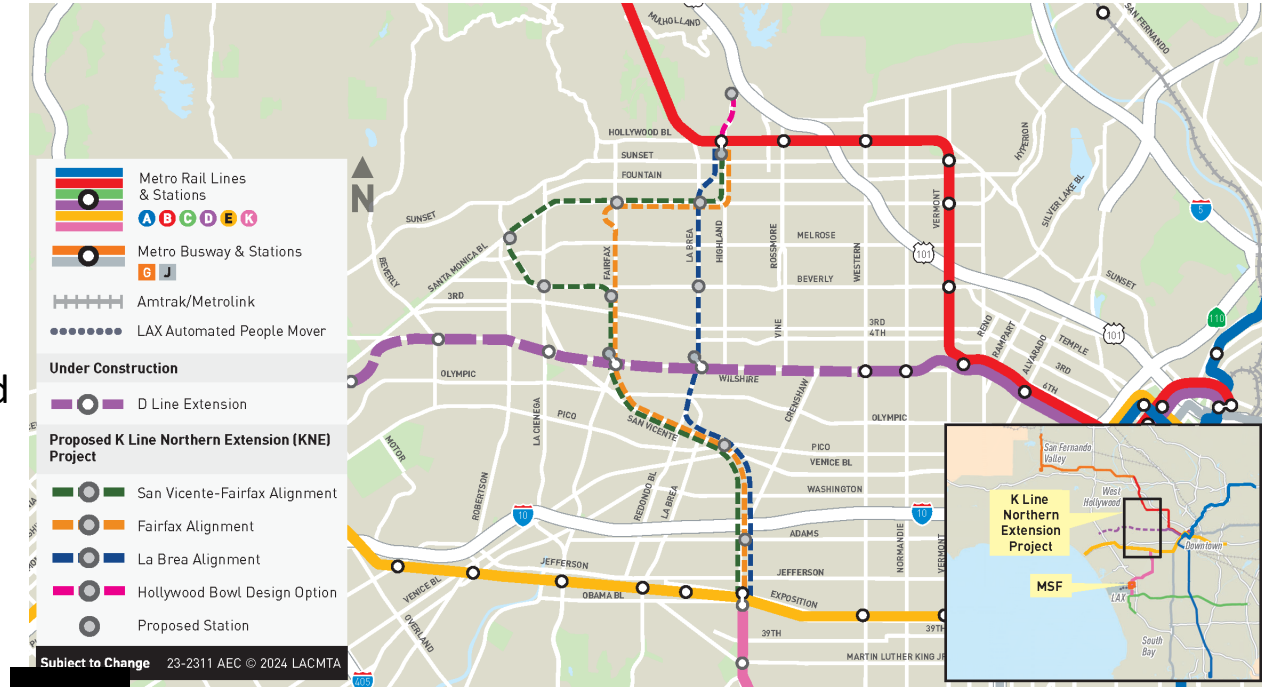 d
Metro Rail Lines
& Stations
A B C D E K
Metro Busway & Stations
G J
Amtrak/Metrolink
LAX Automated People Mover
Under Construction
D Line Extension
Proposed K Line Northern Extension (KNE)
Project
San Vicente-Fairfax Alignment
Fairfax Alignment
La Brea Alignment
Hollywood Bowl Design Option
Proposed Station
Subject to Change 23-2311 AEC © 2024 LACMTA
N
MULHOLLAND
SAN FERNANDO
HOLLYWOOD BL
SUNSET
FOUNTAIN
SUNSET
BEVERLY
SANTA MONICA BL
3RD
FAIRFAX
LA BREA
HIGHLAND
ROSSMORE
MELROSE
WESTERN
BEVERLY
VERMONT
HYPERION
SILVER LAKE BL
5
101
SUNSET
110
101
VINE
3RD
4TH
RENO
RAMPART
ALVARADO
TEMPLE
3RD
6TH
OLYMPIC
WILSHIRE
CRENSHAW
OLYMPIC
LA CIENEGA
PICO
SAN VICENTE
PICO
VENICE BL
MOTOR
ROBERTSON
REDONDO BL
LA BREA
WASHINGTON
10
10
ADAMS
NORMANDIE
VERMONT
JEFFERSON
JEFFERSON
VENICE BL
OBAMA BL
EXPOSITION
OVERLAND
39TH
39TH
MARTIN LUTHER KING JR
405
San Fernando
Valley
West
Hollywood
K Line
Northern
Extension
Project
Downtown
MSF
LAX
South
Bay